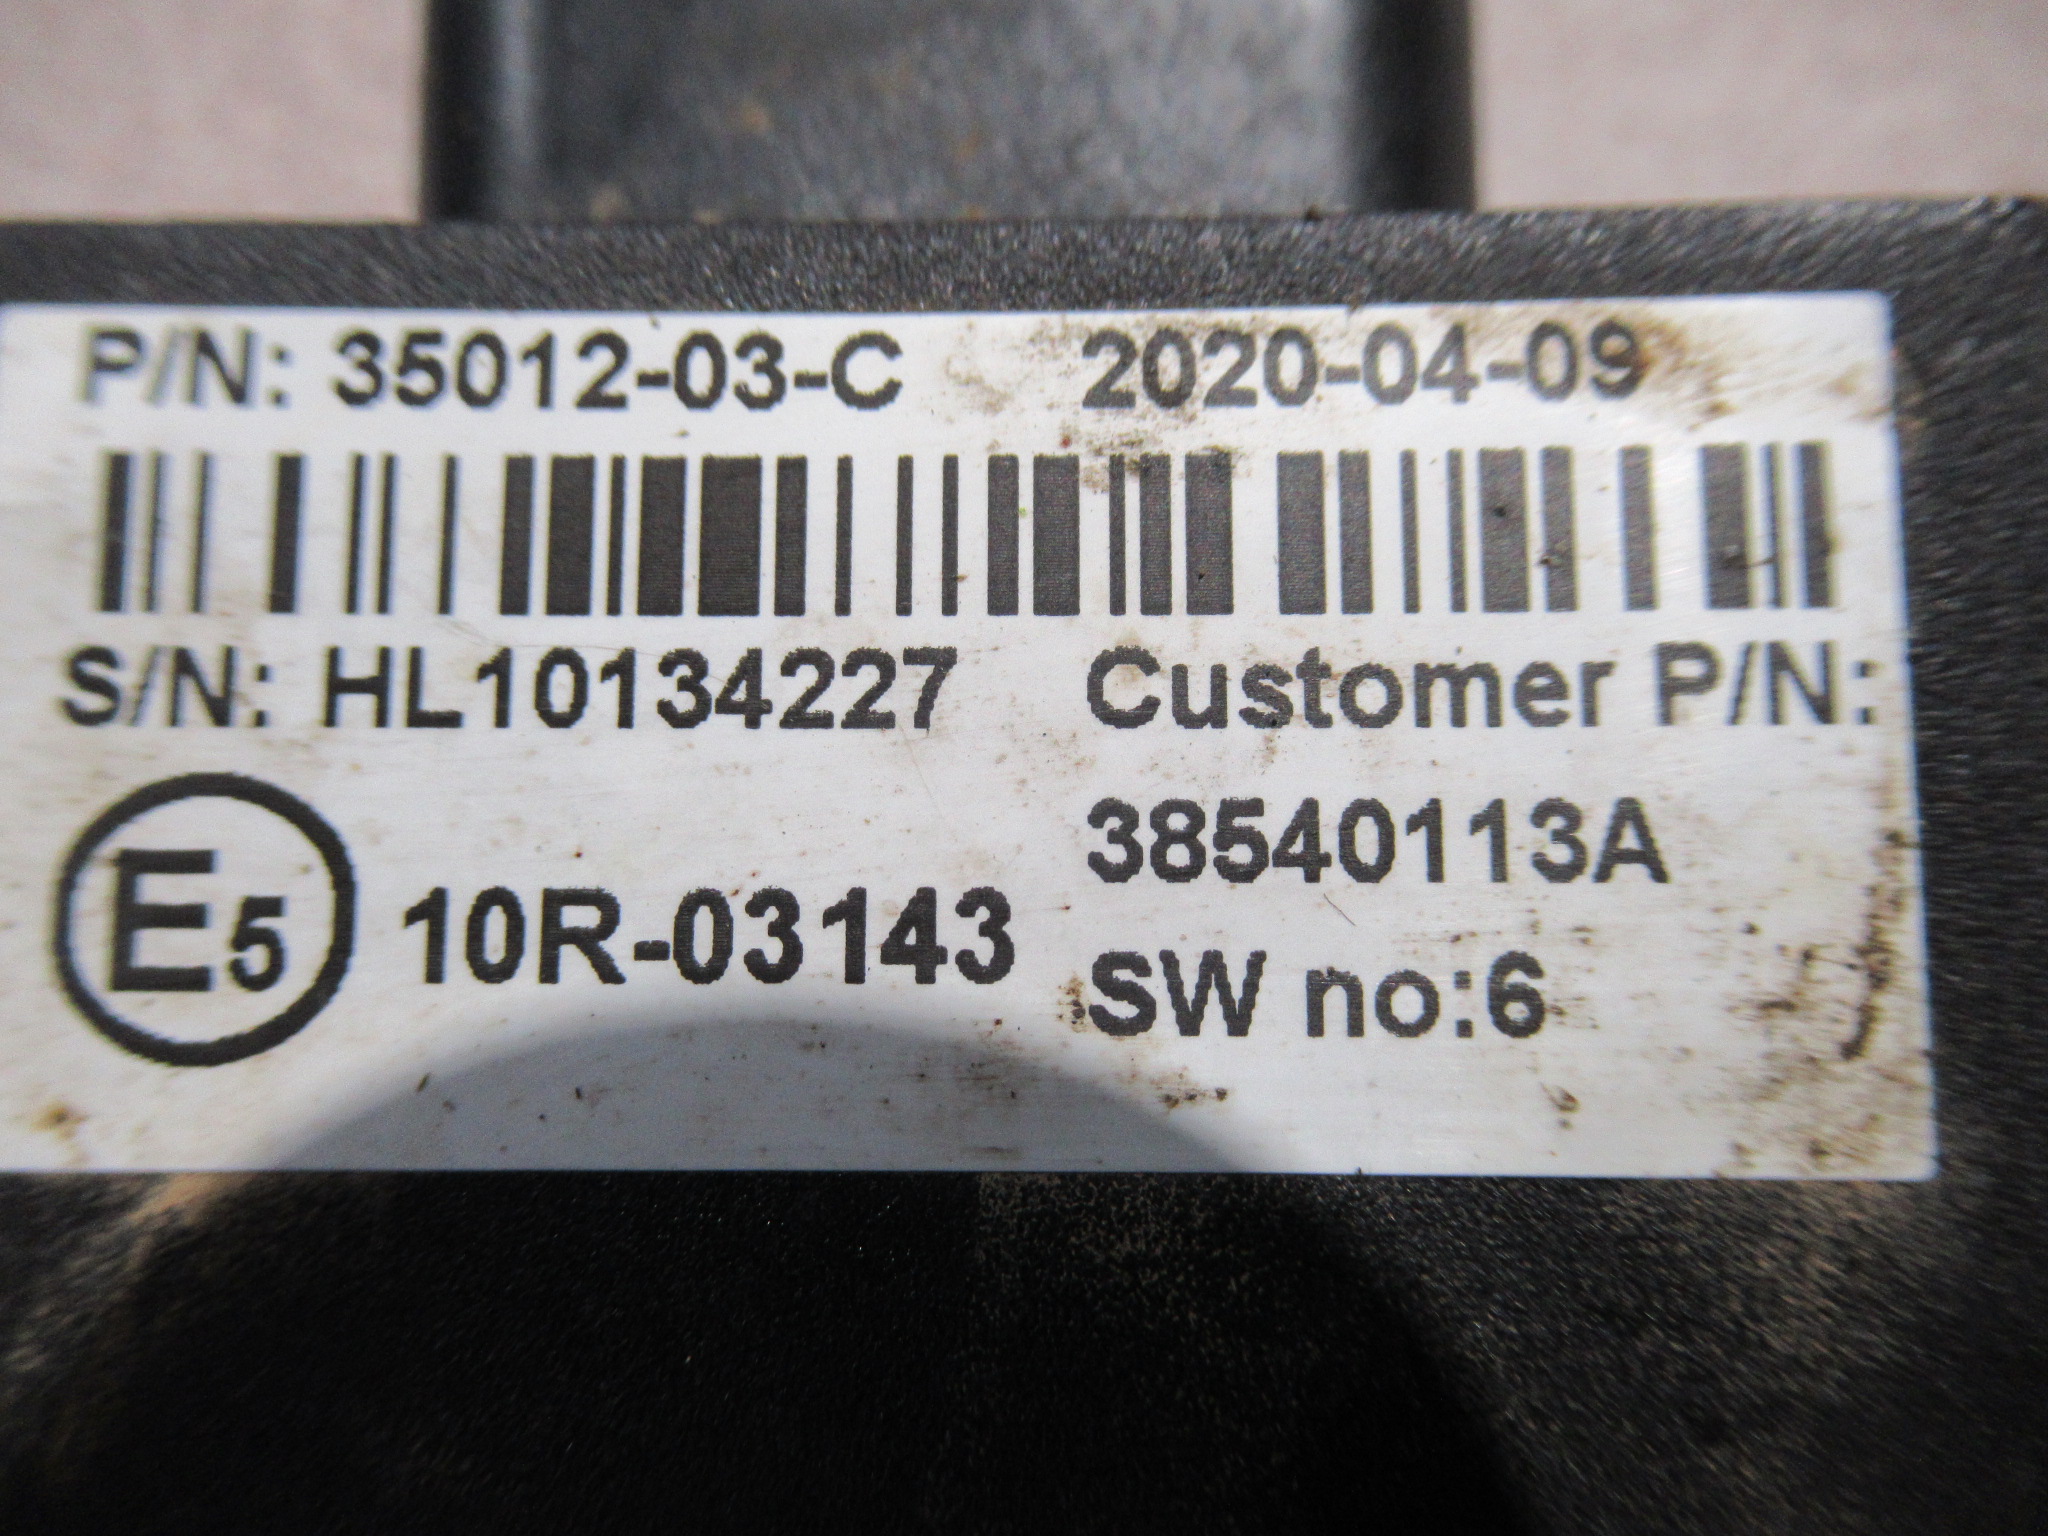 P/N: 35012-03-C 2020-04-09
S/N: HL10134227 Customer P/N:
38540113A
E5 10R-03143
SW no:6